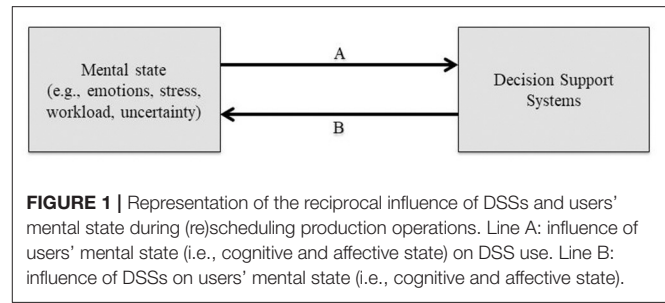 A
Mental state
(e.g., emotions, stress,
workload, uncertainty)
Decision Support
Systems
B
FIGURE 1 | Representation of the reciprocal influence of DSSs and users'
mental state during (re)scheduling production operations. Line A: influence of
users' mental state (i.e., cognitive and affective state) on DSS use. Line B:
influence of DSSs on users' mental state (i.e., cognitive and affective state).